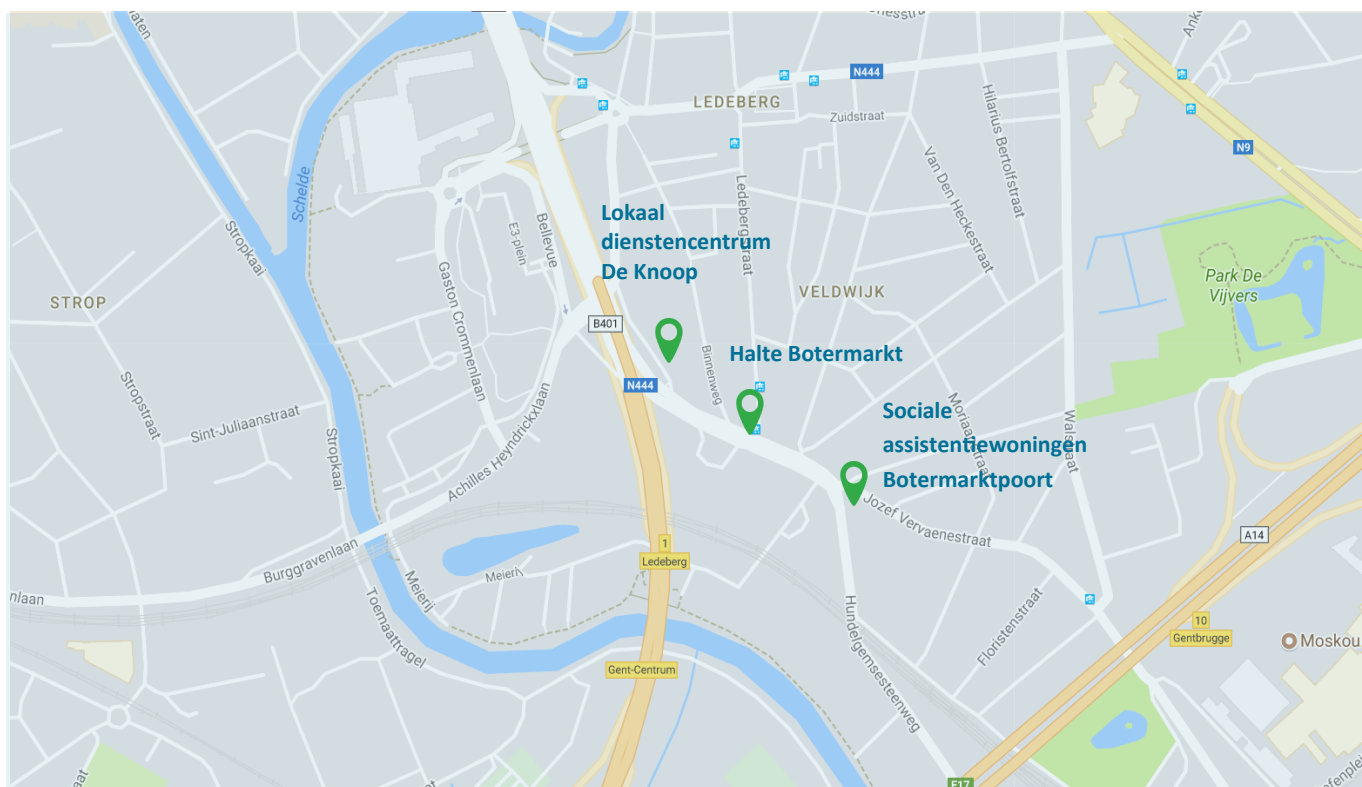 N444
LEDEBERG
Zuidstraat
Hilarius Bertolfstraat
N9
Van Den Heckestraat
Schelde
Ledebergstraat
Stropkaai
Lokaal
dienstencentrum
De Knoop
E3-plein
Bellevue
Gaston Crommenlaan
Park De
Vijvers
STROP
VELDWIJK
B401
Halte Botermarkt
Binnenweg
N444
Stropstraat
Sint-Juliaanstraat
Sociale
assistentiewoningen
Botermarktpoort
Walstraat
Stropkaai
Achilles Heyndrickxlaan
Jozef Vervaenestraat
A14
1
Ledeberg
Burggravenlaan
Meierij
Meierij
Toemaattragel
Hundelgemsesteenweg
Floristenstraat
10
Gentbrugge
Moskou
Gent-Centrum
E17